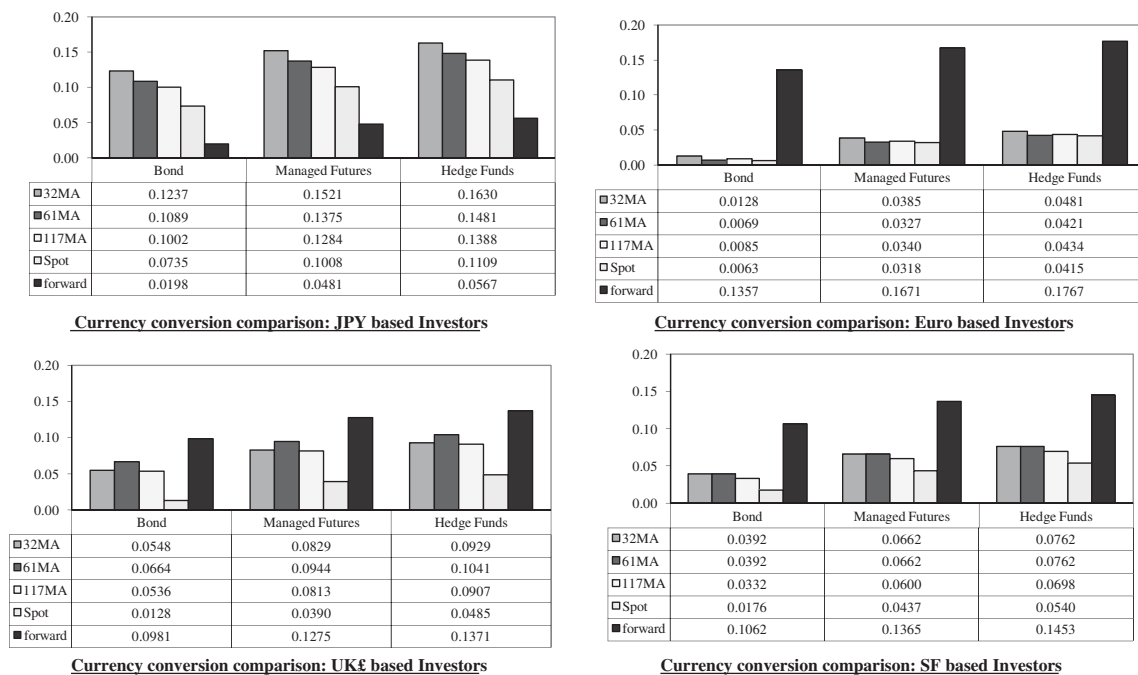 0.20
0.15
0.10
0.05
0.00
Bond Managed Futures Hedge Funds
32MA 0.1237 0.1521 0.1630
61MA 0.1089 0.1375 0.1481
117MA 0.1002 0.1284 0.1388
Spot 0.0735 0.1008 0.1109
forward 0.0198 0.0481 0.0567
Currency conversion comparison: JPY based Investors
0.20
0.15
0.10
0.05
0.00
Bond Managed Futures Hedge Funds
32MA 0.0128 0.0385 0.0481
61MA 0.0069 0.0327 0.0421
117MA 0.0085 0.0340 0.0434
Spot 0.0063 0.0318 0.0415
forward 0.1357 0.1671 0.1767
Currency conversion comparison: Euro based Investors
0.20
0.15
0.10
0.05
0.00
Bond Managed Futures Hedge Funds
32MA 0.0548 0.0829 0.0929
61MA 0.0664 0.0944 0.1041
117MA 0.0536 0.0813 0.0907
Spot 0.0128 0.0390 0.0485
forward 0.0981 0.1275 0.1371
Currency conversion comparison: UK£ based Investors
0.20
0.15
0.10
0.05
0.00
Bond Managed Futures Hedge Funds
32MA 0.0392 0.0662 0.0762
61MA 0.0392 0.0662 0.0762
117MA 0.0332 0.0600 0.0698
Spot 0.0176 0.0437 0.0540
forward 0.1062 0.1365 0.1453
Currency conversion comparison: SF based Investors